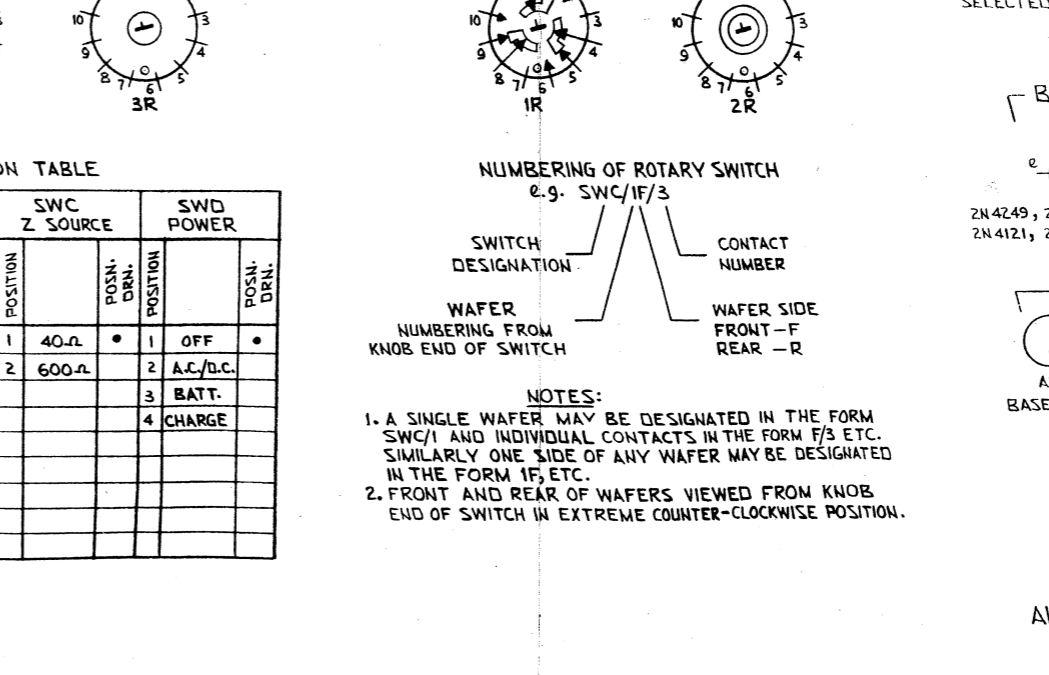 SELECTED
3
10
3
10
3
9
4
9
4
9
4
8
7
6
5
8
7
6
5
8
7
6
5
3R
1R
2R
ON TABLE
SWC
Z SOURCE
SWD
POWER
POSITION
POSN. DRN.
POSITION
POSN. DRN.
1 40Ω • 1 OFF •
2 600Ω 2 A.C./D.C.
3 BATT.
4 CHARGE
NUMBERING OF ROTARY SWITCH
e.g. SWC/1F/3
SWITCH
DESIGNATION
CONTACT
NUMBER
WAFER
NUMBERING FROM
KNOB END OF SWITCH
WAFER SIDE
FRONT-F
REAR -R
NOTES:
1. A SINGLE WAFER MAY BE DESIGNATED IN THE FORM
SWC/1 AND INDIVIDUAL CONTACTS IN THE FORM F/3 ETC.
SIMILARLY ONE SIDE OF ANY WAFER MAY BE DESIGNATED
IN THE FORM 1F, ETC.
2. FRONT AND REAR OF WAFERS VIEWED FROM KNOB
END OF SWITCH IN EXTREME COUNTER-CLOCKWISE POSITION.
B
e
2N4249, 2
2N4121, 2
A
BASE